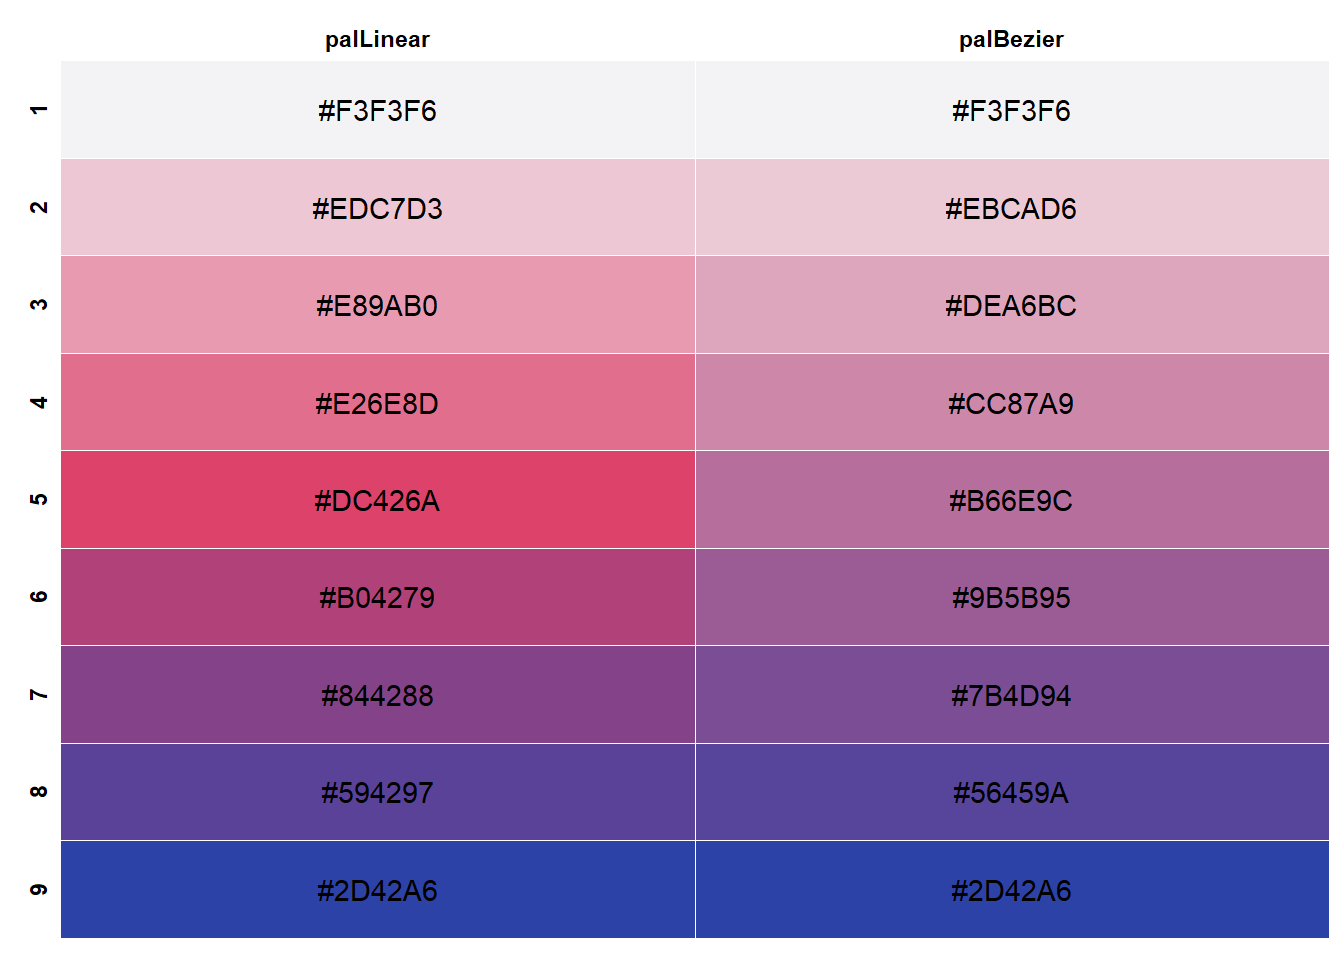 palLinear palBezier
1 #F3F3F6 #F3F3F6
2 #EDC7D3 #EBCAD6
3 #E89AB0 #DEA6BC
4 #E26E8D #CC87A9
5 #DC426A #B66E9C
6 #B04279 #9B5B95
7 #844288 #7B4D94
8 #594297 #56459A
9 #2D42A6 #2D42A6